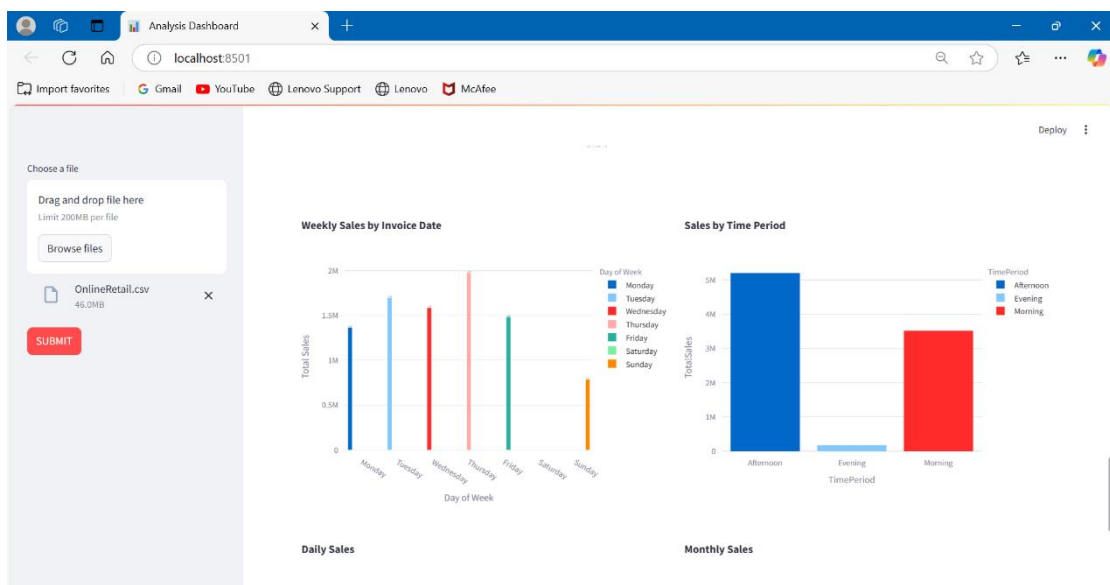 Analysis Dashboard
localhost:8501
Import favorites
Gmail
YouTube
Lenovo Support
Lenovo
McAfee
Deploy
Choose a file
Drag and drop file here
Limit 200MB per file
Browse files
OnlineRetail.csv
46.0MB
SUBMIT
Weekly Sales by Invoice Date
2M
1.5M
1M
0.5M
0
Total Sales
Monday
Tuesday
Wednesday
Thursday
Friday
Saturday
Sunday
Day of Week
Day of Week
Monday
Tuesday
Wednesday
Thursday
Friday
Saturday
Sunday
Sales by Time Period
5M
4M
3M
2M
1M
0
TotalSales
Afternoon
Evening
Morning
TimePeriod
TimePeriod
Afternoon
Evening
Morning
Daily Sales
Monthly Sales